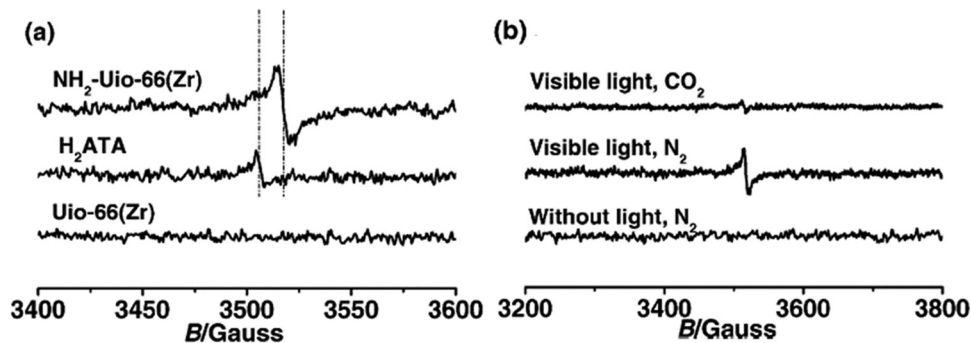 (a)
NH2-Uio-66(Zr)
H2ATA
Uio-66(Zr)
3400 3450 3500 3550 3600
B/Gauss
(b)
Visible light, CO2
Visible light, N2
Without light, N2
3200 3400 3600 3800
B/Gauss